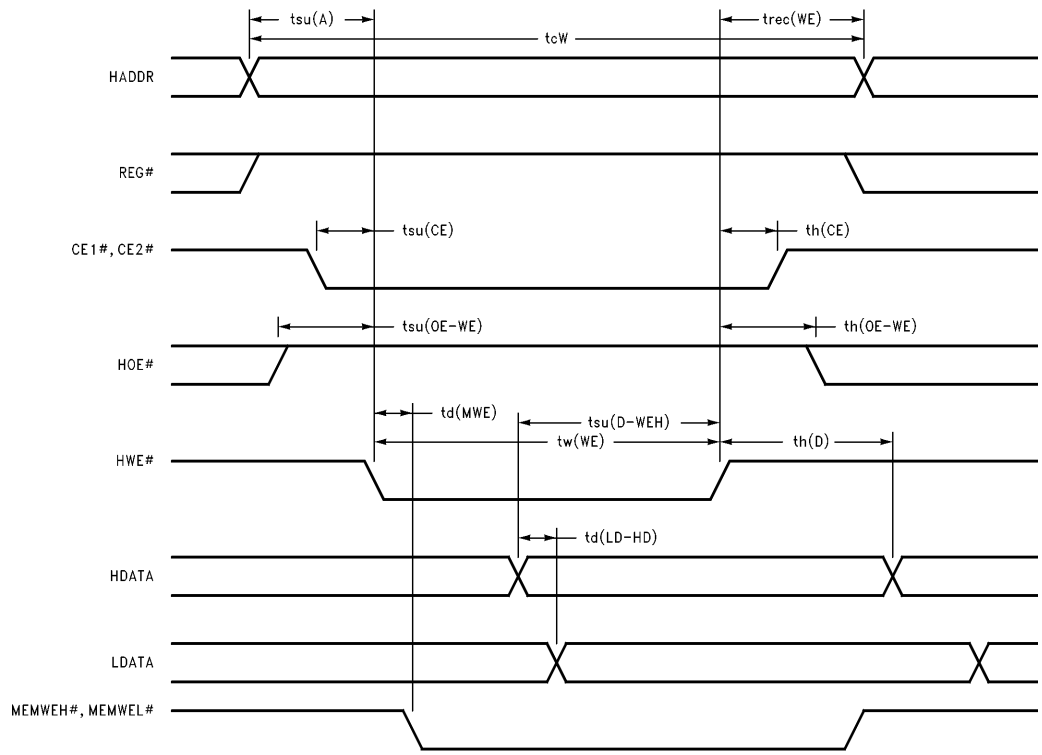 tsu(A)
trec(WE)
tcW
HADDR
REG#
tsu(CE)
th(CE)
CE1#, CE2#
tsu(OE-WE)
th(OE-WE)
HOE#
td(MWE)
tsu(D-WEH)
tw(WE)
th(D)
HWE#
td(LD-HD)
HDATA
LDATA
MEMWEH#, MEMWEL#